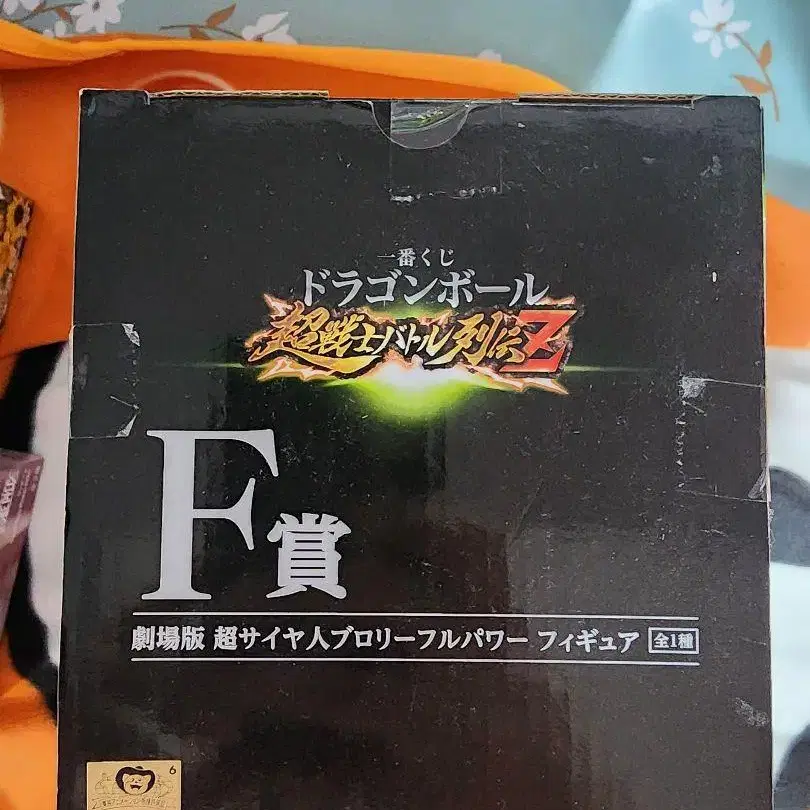 一番くじ
ドラゴンボール
超戦士バトル列伝Z
F賞
劇場版 超サイヤ人ブロリーフルパワー フィギュア 全1種
6